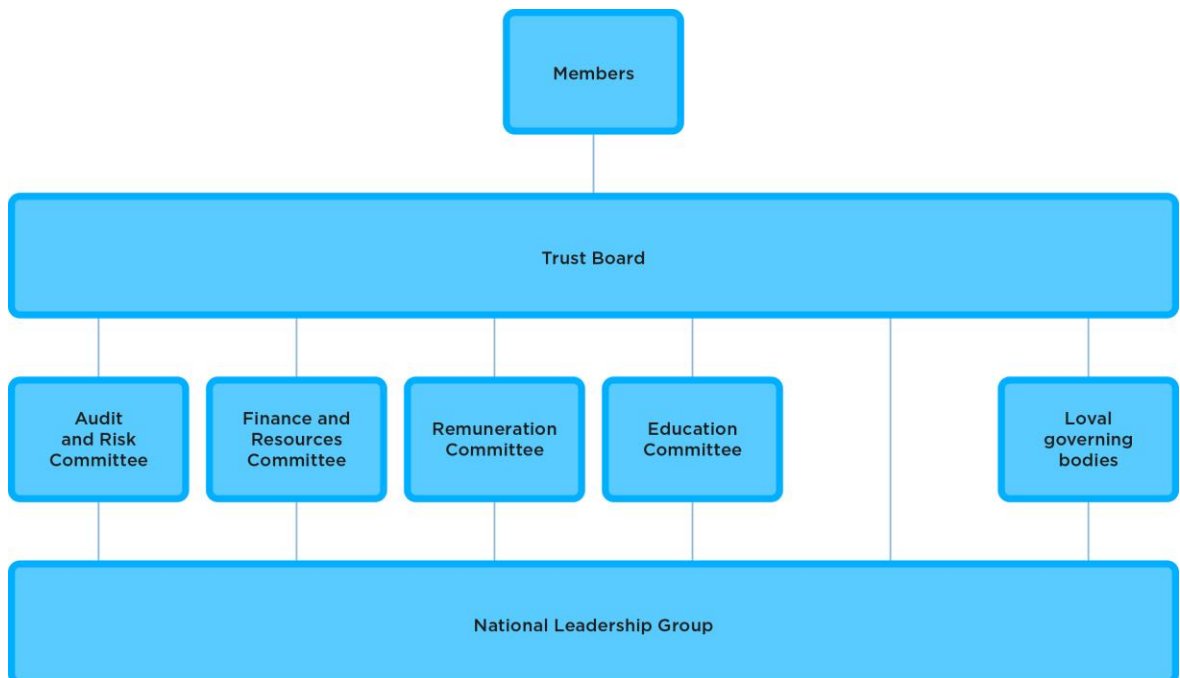 Members
Trust Board
Audit
and Risk
Committee
Finance and
Resources
Committee
Remuneration
Committee
Education
Committee
Loval
governing
bodies
National Leadership Group